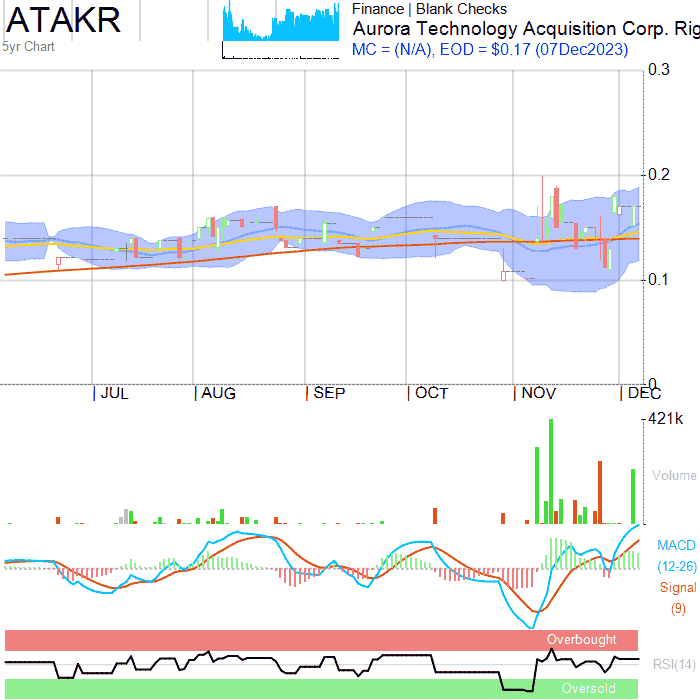 ATAKR
5yr Chart
Finance | Blank Checks
Aurora Technology Acquisition Corp. Rig
MC = (N/A), EOD = $0.17 (07Dec2023)
0.3
0.2
0.1
0
JUL
AUG
SEP
OCT
NOV
DEC
421k
Volume
MACD
(12-26)
Signal
(9)
Overbought
RSI(14)
Oversold